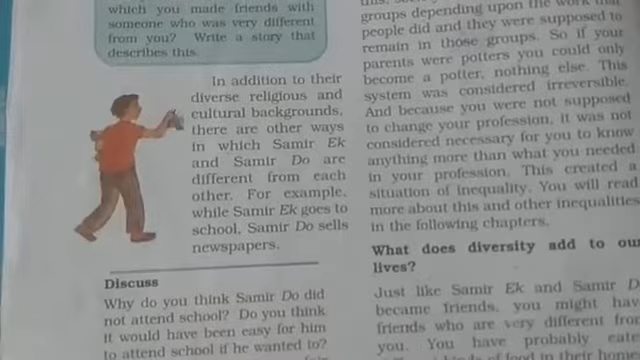 which you made friends with
someone who was very different
from you? Write a story that
describes this.
In addition to their
diverse religious and
cultural backgrounds,
there are other ways
in which Samir Ek
and Samir Do are
different from each
other. For example,
while Samir Ek goes to
school, Samir Do sells
newspapers.
Discuss
Why do you think Samir Do did
not attend school? Do you think
it would have been easy for him
to attend school if he wanted to?
groups depending upon the work that
people did and they were supposed to
remain in those groups. So if your
parents were potters you could only
become a potter, nothing else. This
system was considered irreversible.
And because you were not supposed
to change your profession, it was not
considered necessary for you to know
anything more than what you needed
in your profession. This created a
situation of inequality. You will read
more about this and other inequalities
in the following chapters.
What does diversity add to ou
lives?
Just like Samir Ek and Samir D
became friends, you might hav
friends who are very different fro
you. You have probably eate
kinds of food in their home